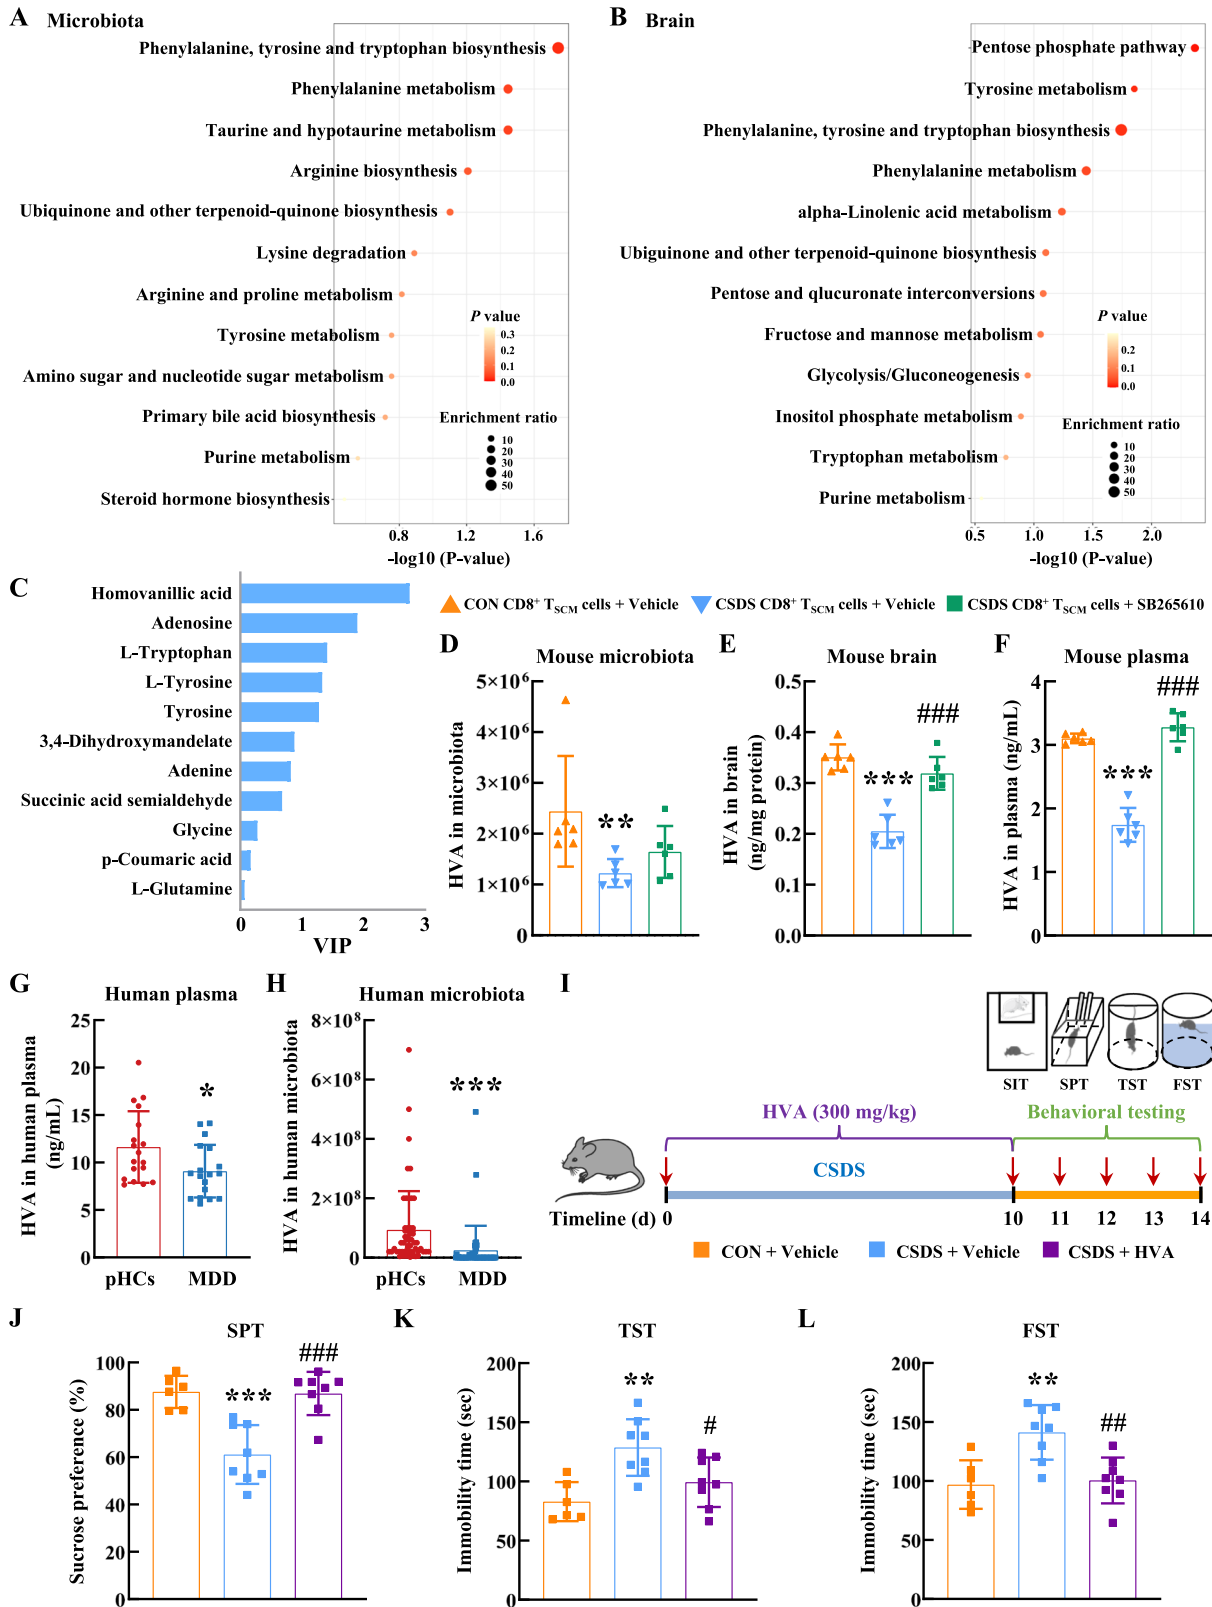 A Microbiota
Phenylalanine, tyrosine and tryptophan biosynthesis
Phenylalanine metabolism
Taurine and hypotaurine metabolism
Arginine biosynthesis
Ubiquinone and other terpenoid-quinone biosynthesis
Lysine degradation
Arginine and proline metabolism
Tyrosine metabolism
Amino sugar and nucleotide sugar metabolism
Primary bile acid biosynthesis
Purine metabolism
Steroid hormone biosynthesis
P value
0.3
0.2
0.1
0.0
Enrichment ratio
10
20
30
40
50
0.8 1.2 1.6
-log10 (P-value)
B Brain
Pentose phosphate pathway
Tyrosine metabolism
Phenylalanine, tyrosine and tryptophan biosynthesis
Phenylalanine metabolism
alpha-Linolenic acid metabolism
Ubiguinone and other terpenoid-quinone biosynthesis
Pentose and qlucuronate interconversions
Fructose and mannose metabolism
Glycolysis/Gluconeogenesis
Inositol phosphate metabolism
Tryptophan metabolism
Purine metabolism
P value
0.2
0.1
0.0
Enrichment ratio
10
20
30
40
50
0.5 1.0 1.5 2.0
-log10 (P-value)
C
Homovanillic acid
Adenosine
L-Tryptophan
L-Tyrosine
Tyrosine
3,4-Dihydroxymandelate
Adenine
Succinic acid semialdehyde
Glycine
p-Coumaric acid
L-Glutamine
0 1 2 3
VIP
CON CD8⁺ T_SCM cells + Vehicle CSDS CD8⁺ T_SCM cells + Vehicle CSDS CD8⁺ T_SCM cells + SB265610
D Mouse microbiota
HVA in microbiota
5×10⁶
4×10⁶
3×10⁶
2×10⁶
1×10⁶
0
**
E Mouse brain
HVA in brain
(ng/mg protein)
0.5
0.4
0.3
0.2
0.1
0.0
***
###
F Mouse plasma
HVA in plasma (ng/mL)
4
3
2
1
0
***
###
G Human plasma
HVA in human plasma
(ng/mL)
25
20
15
10
5
0
*
pHCs MDD
H Human microbiota
HVA in human microbiota
8×10⁸
6×10⁸
4×10⁸
2×10⁸
0
***
pHCs MDD
I
SIT SPT TST FST
HVA (300 mg/kg) Behavioral testing
CSDS
Timeline (d) 0 10 11 12 13 14
CON + Vehicle CSDS + Vehicle CSDS + HVA
J SPT
Sucrose preference (%)
100
80
60
40
20
0
***
###
K TST
Immobility time (sec)
200
150
100
50
0
**
#
L FST
Immobility time (sec)
200
150
100
50
0
**
##